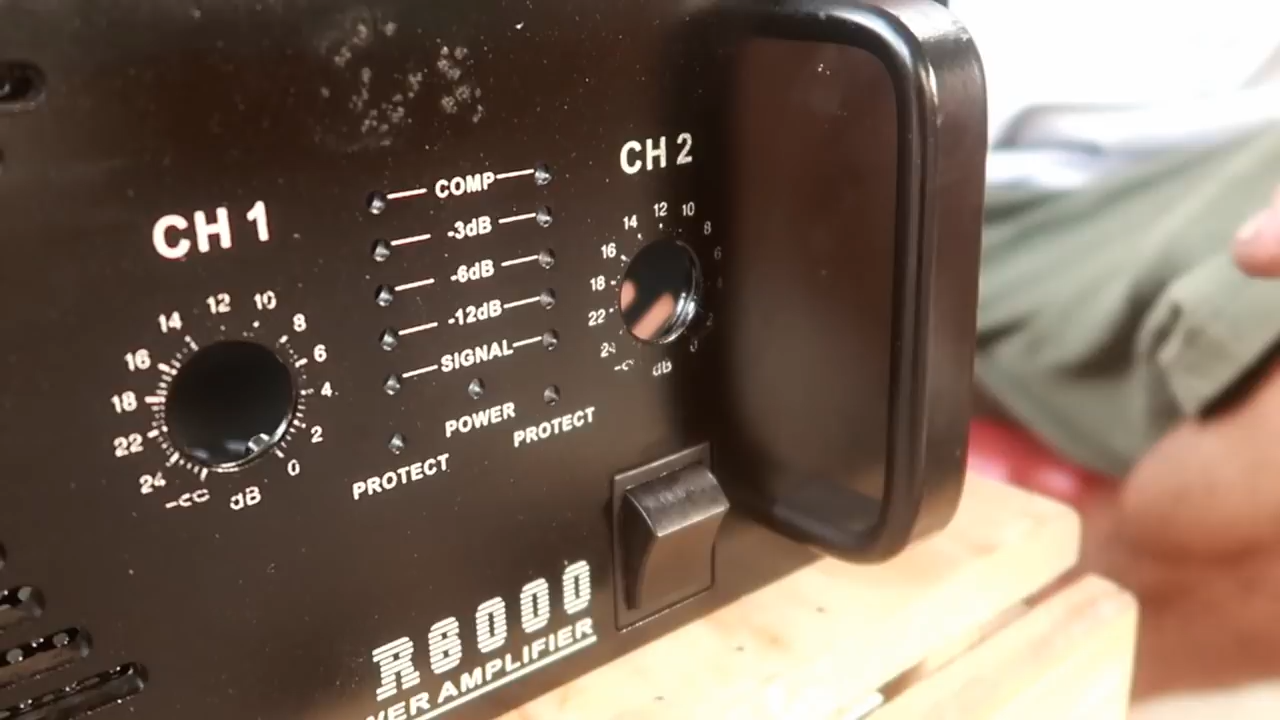 CH 1
14 12 10 8
16 6
18 4
22 2
24 0
-∞ dB
COMP
-3dB
-6dB
-12dB
SIGNAL
POWER
PROTECT
PROTECT
CH 2
14 12 10 8
16 6
18
22
24
-∞ dB
R8000
WER AMPLIFIER